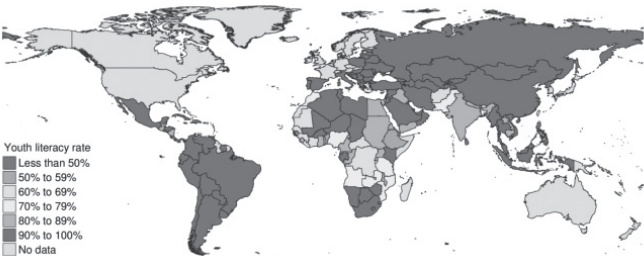 Youth literacy rate
Less than 50%
50% to 59%
60% to 69%
70% to 79%
80% to 89%
90% to 100%
No data